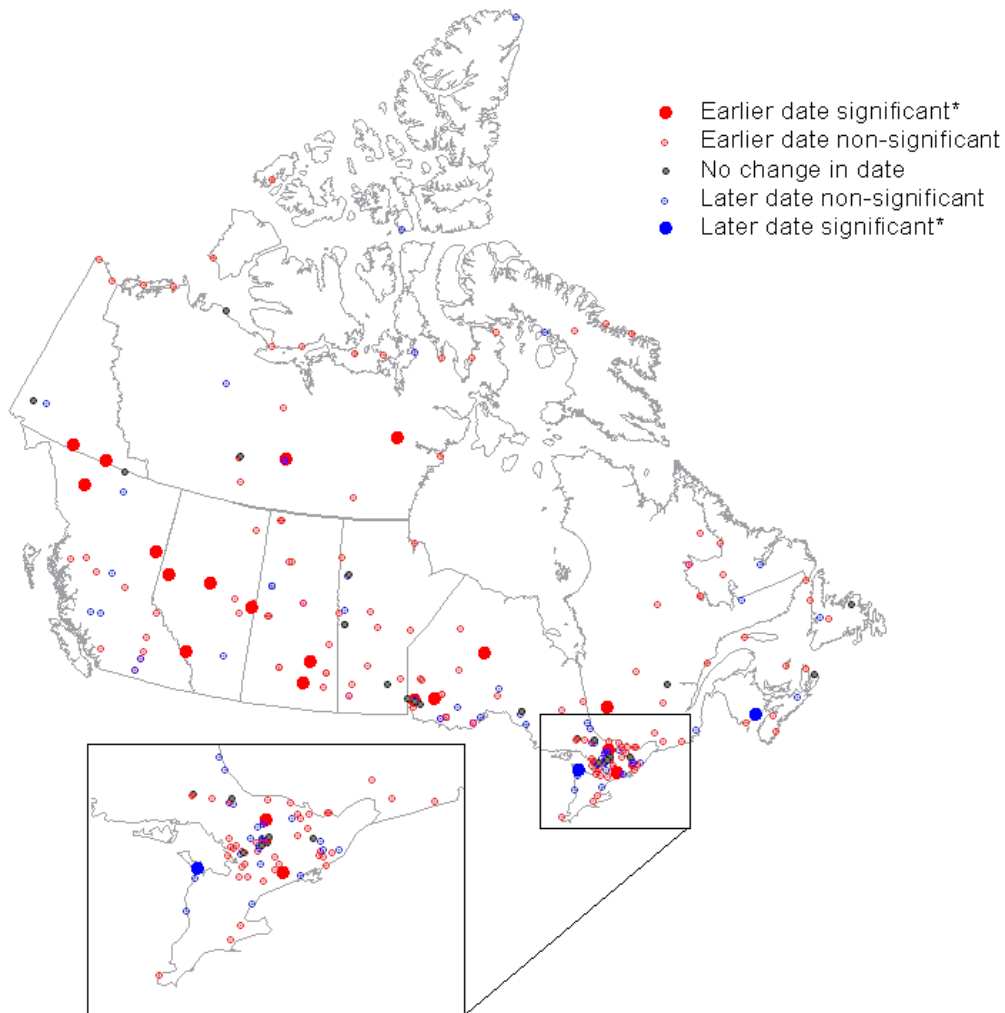 Earlier date significant*
Earlier date non-significant
No change in date
Later date non-significant
Later date significant*